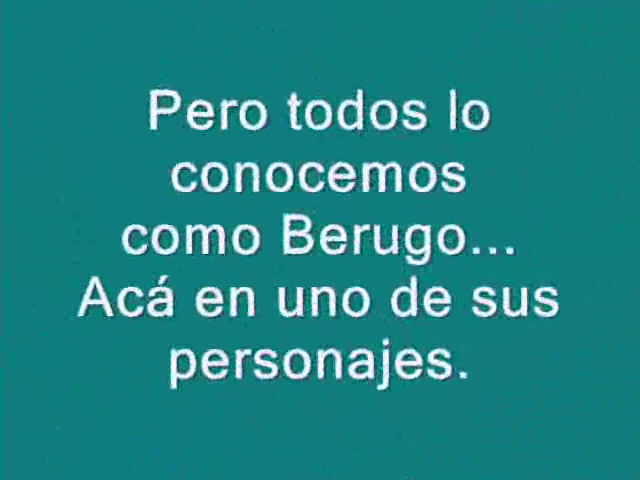 Pero todos lo
conocemos
como Berugo...
Acá en uno de sus
personajes.